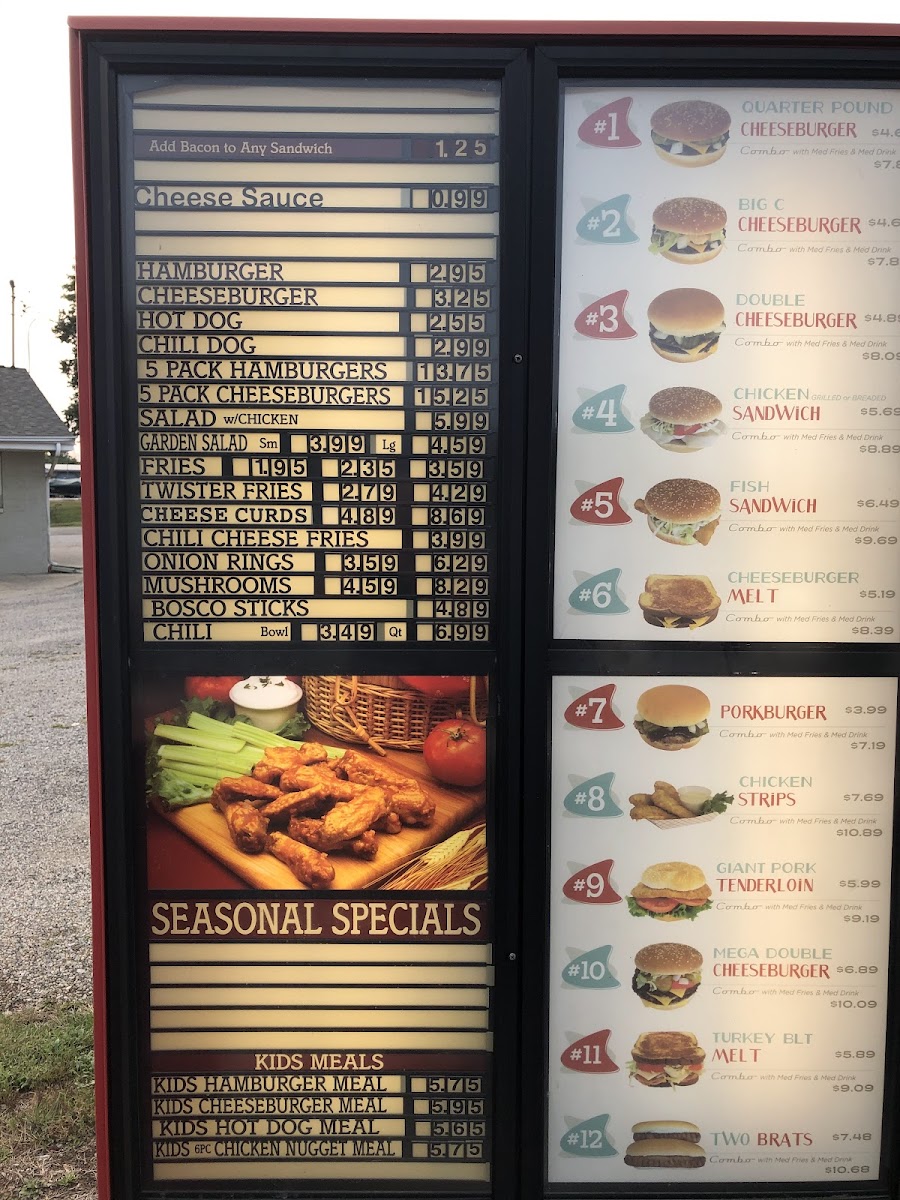 Add Bacon to Any Sandwich 1.25
Cheese Sauce 0.99
HAMBURGER 2.95
CHEESEBURGER 3.25
HOT DOG 2.55
CHILI DOG 2.99
5 PACK HAMBURGERS 13.75
5 PACK CHEESEBURGERS 15.25
SALAD w/CHICKEN 5.99
GARDEN SALAD Sm 3.99 Lg 4.59
FRIES 1.95 2.35 3.59
TWISTER FRIES 2.79 4.29
CHEESE CURDS 4.89 8.69
CHILI CHEESE FRIES 3.99
ONION RINGS 3.59 6.29
MUSHROOMS 4.59 8.29
BOSCO STICKS 4.89
CHILI Bowl 3.49 Qt 6.99
SEASONAL SPECIALS
KIDS MEALS
KIDS HAMBURGER MEAL 5.75
KIDS CHEESEBURGER MEAL 5.95
KIDS HOT DOG MEAL 5.65
KIDS 6PC CHICKEN NUGGET MEAL 5.75
#1 QUARTER POUND
CHEESEBURGER $4.6
Combo with Med Fries & Med Drink
$7.8
#2 BIG C
CHEESEBURGER $4.6
Combo with Med Fries & Med Drink
$7.8
#3 DOUBLE
CHEESEBURGER $4.89
Combo with Med Fries & Med Drink
$8.09
#4 CHICKEN GRILLED or BREADED
SANDWICH $5.69
Combo with Med Fries & Med Drink
$8.89
#5 FISH
SANDWICH $6.49
Combo with Med Fries & Med Drink
$9.69
#6 CHEESEBURGER
MELT $5.19
Combo with Med Fries & Med Drink
$8.39
#7 PORKBURGER $3.99
Combo with Med Fries & Med Drink
$7.19
#8 CHICKEN
STRIPS $7.69
Combo with Med Fries & Med Drink
$10.89
#9 GIANT PORK
TENDERLOIN $5.99
Combo with Med Fries & Med Drink
$9.19
#10 MEGA DOUBLE
CHEESEBURGER $6.89
Combo with Med Fries & Med Drink
$10.09
#11 TURKEY BLT
MELT $5.89
Combo with Med Fries & Med Drink
$9.09
#12 TWO BRATS $7.48
Combo with Med Fries & Med Drink
$10.68